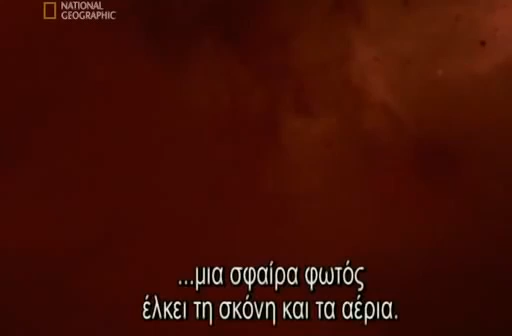 NATIONAL
GEOGRAPHIC
...μια σφαίρα φωτός
έλκει τη σκόνη και τα αέρια.